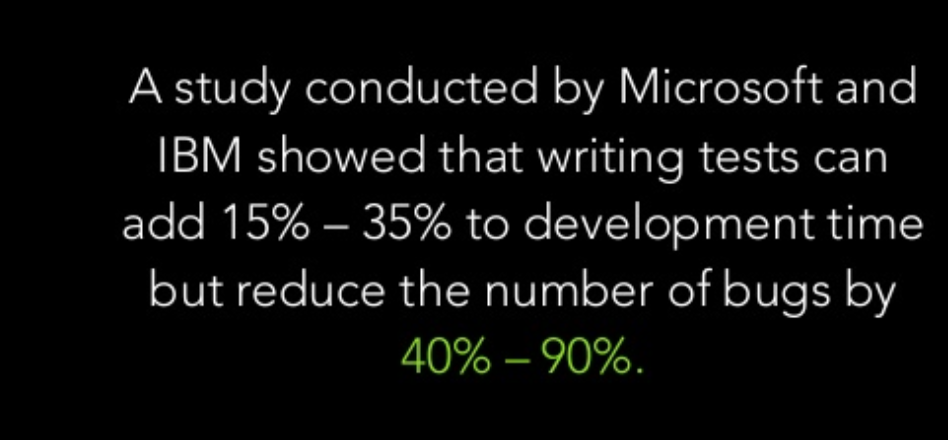 A study conducted by Microsoft and
IBM showed that writing tests can
add 15% – 35% to development time
but reduce the number of bugs by
40% – 90%.